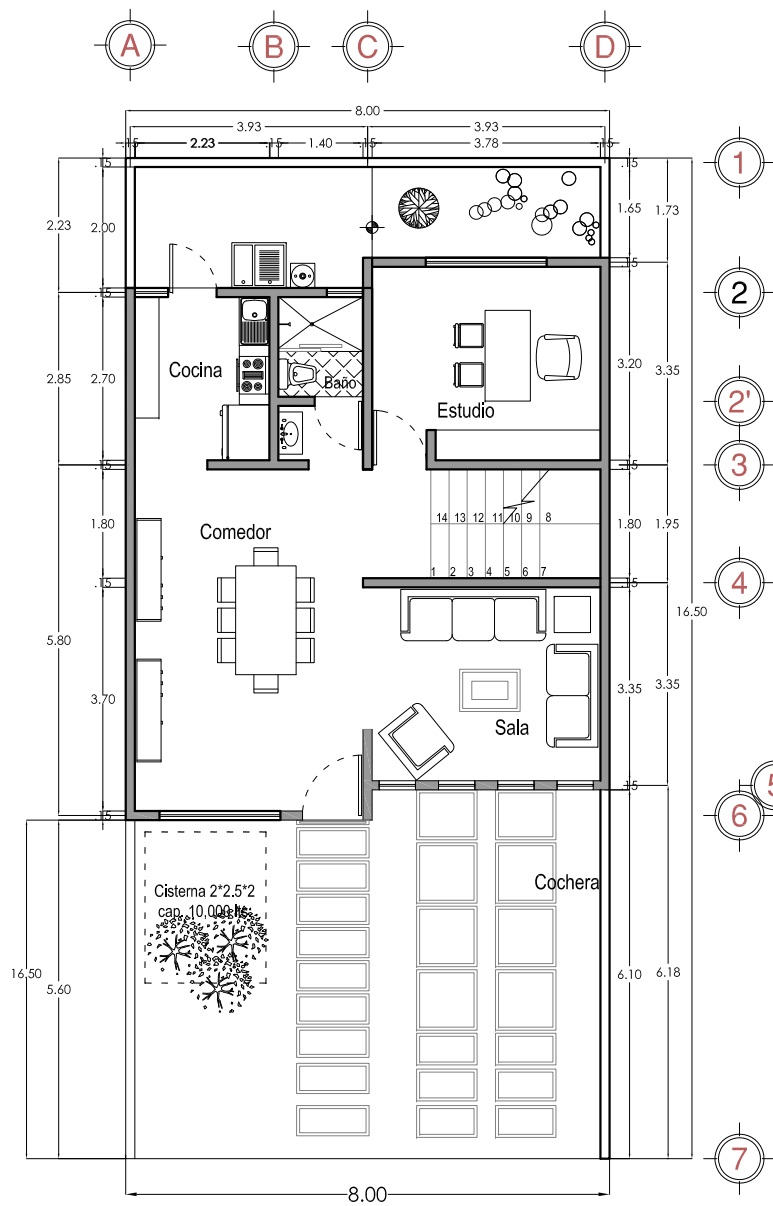 A B C D
8.00
3.93 3.93
.15 2.23 .15 1.40 .15 3.78 .15
1
.15 .15
2.23 2.00 1.65 1.73
.15 .15
2
Cocina
Baño
2.85 2.70 3.20 3.35
Estudio
2'
.15 .15
3
1.80 Comedor 14 13 12 11 10 9 8 1.80 1.95
1 2 3 4 5 6 7
.15 .15
4
16.50
5.80
3.70 3.35 3.35
Sala
.15
5
.15
6
Cochera
Cisterna 2*2.5*2
cap. 10,000 lts.
16.50 5.60 6.10 6.18
7
8.00